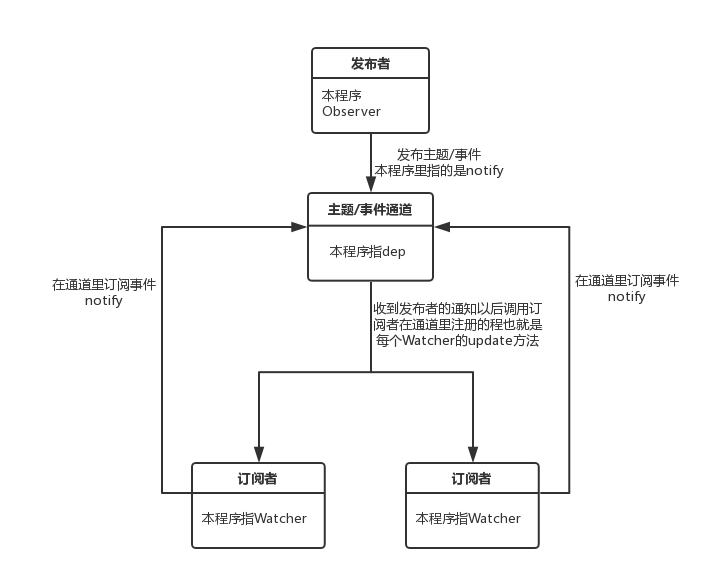 发布者
本程序
Observer
发布主题/事件
本程序里指的是notify
主题/事件通道
本程序指dep
在通道里订阅事件
notify
在通道里订阅事件
notify
收到发布者的通知以后调用订
阅者在通道里注册的程也就是
每个Watcher的update方法
订阅者
本程序指Watcher
订阅者
本程序指Watcher